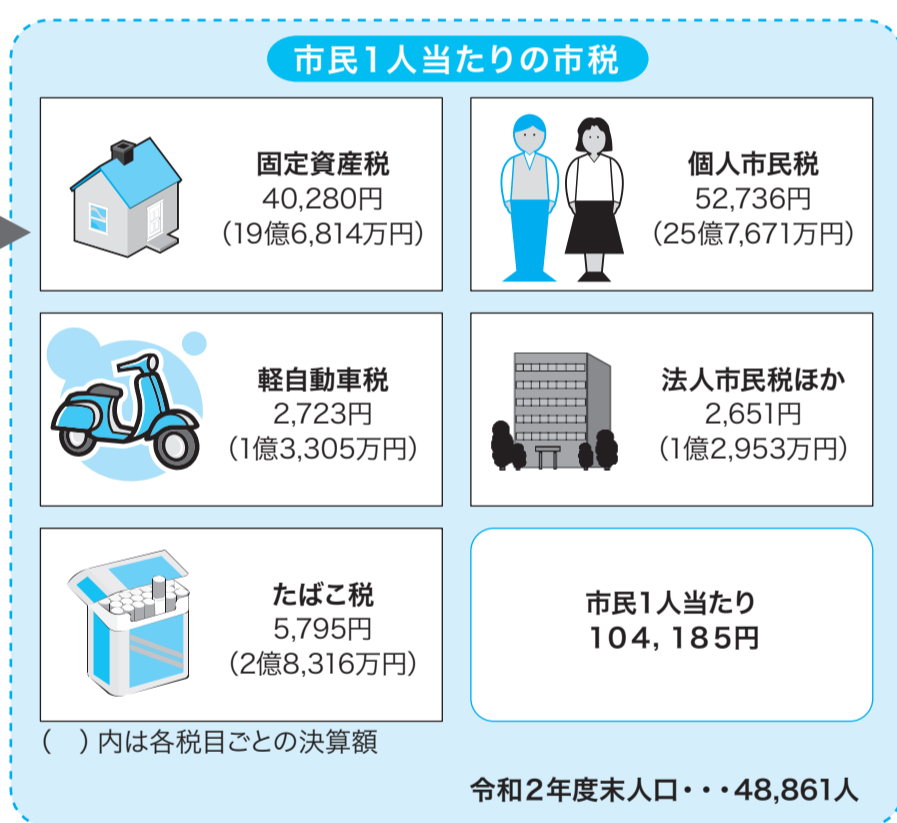 市民1人当たりの市税
固定資産税
40,280円
(19億6,814万円)
個人市民税
52,736円
(25億7,671万円)
軽自動車税
2,723円
(1億3,305万円)
法人市民税ほか
2,651円
(1億2,953万円)
たばこ税
5,795円
(2億8,316万円)
市民1人当たり
104,185円
(　)内は各税目ごとの決算額
令和2年度末人口・・・48,861人